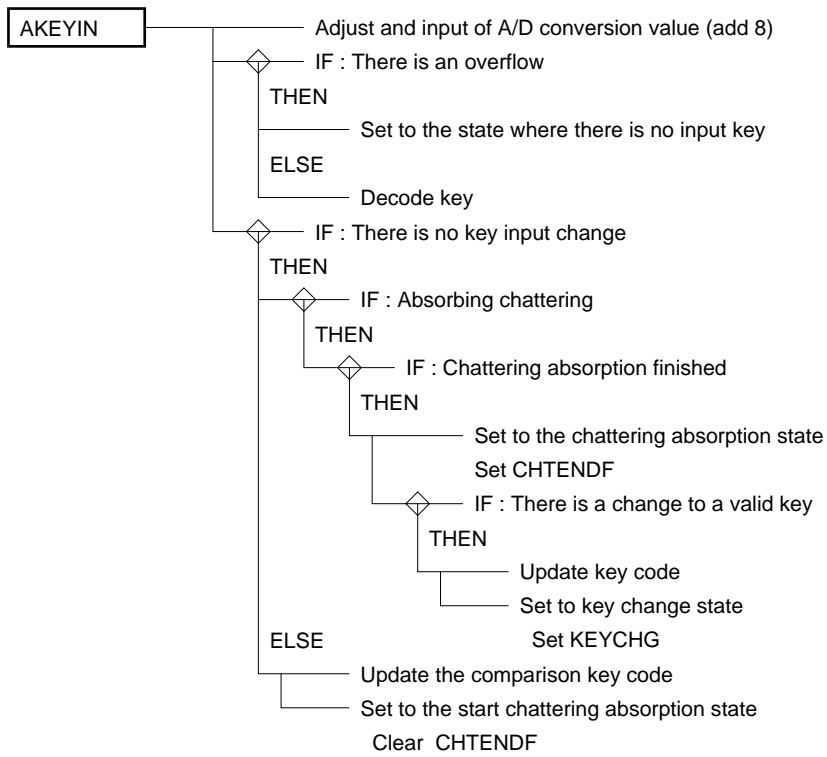 AKEYIN
Adjust and input of A/D conversion value (add 8)
IF : There is an overflow
THEN
Set to the state where there is no input key
ELSE
Decode key
IF : There is no key input change
THEN
IF : Absorbing chattering
THEN
IF : Chattering absorption finished
THEN
Set to the chattering absorption state
Set CHTENDF
IF : There is a change to a valid key
THEN
Update key code
Set to key change state
Set KEYCHG
ELSE
Update the comparison key code
Set to the start chattering absorption state
Clear CHTENDF